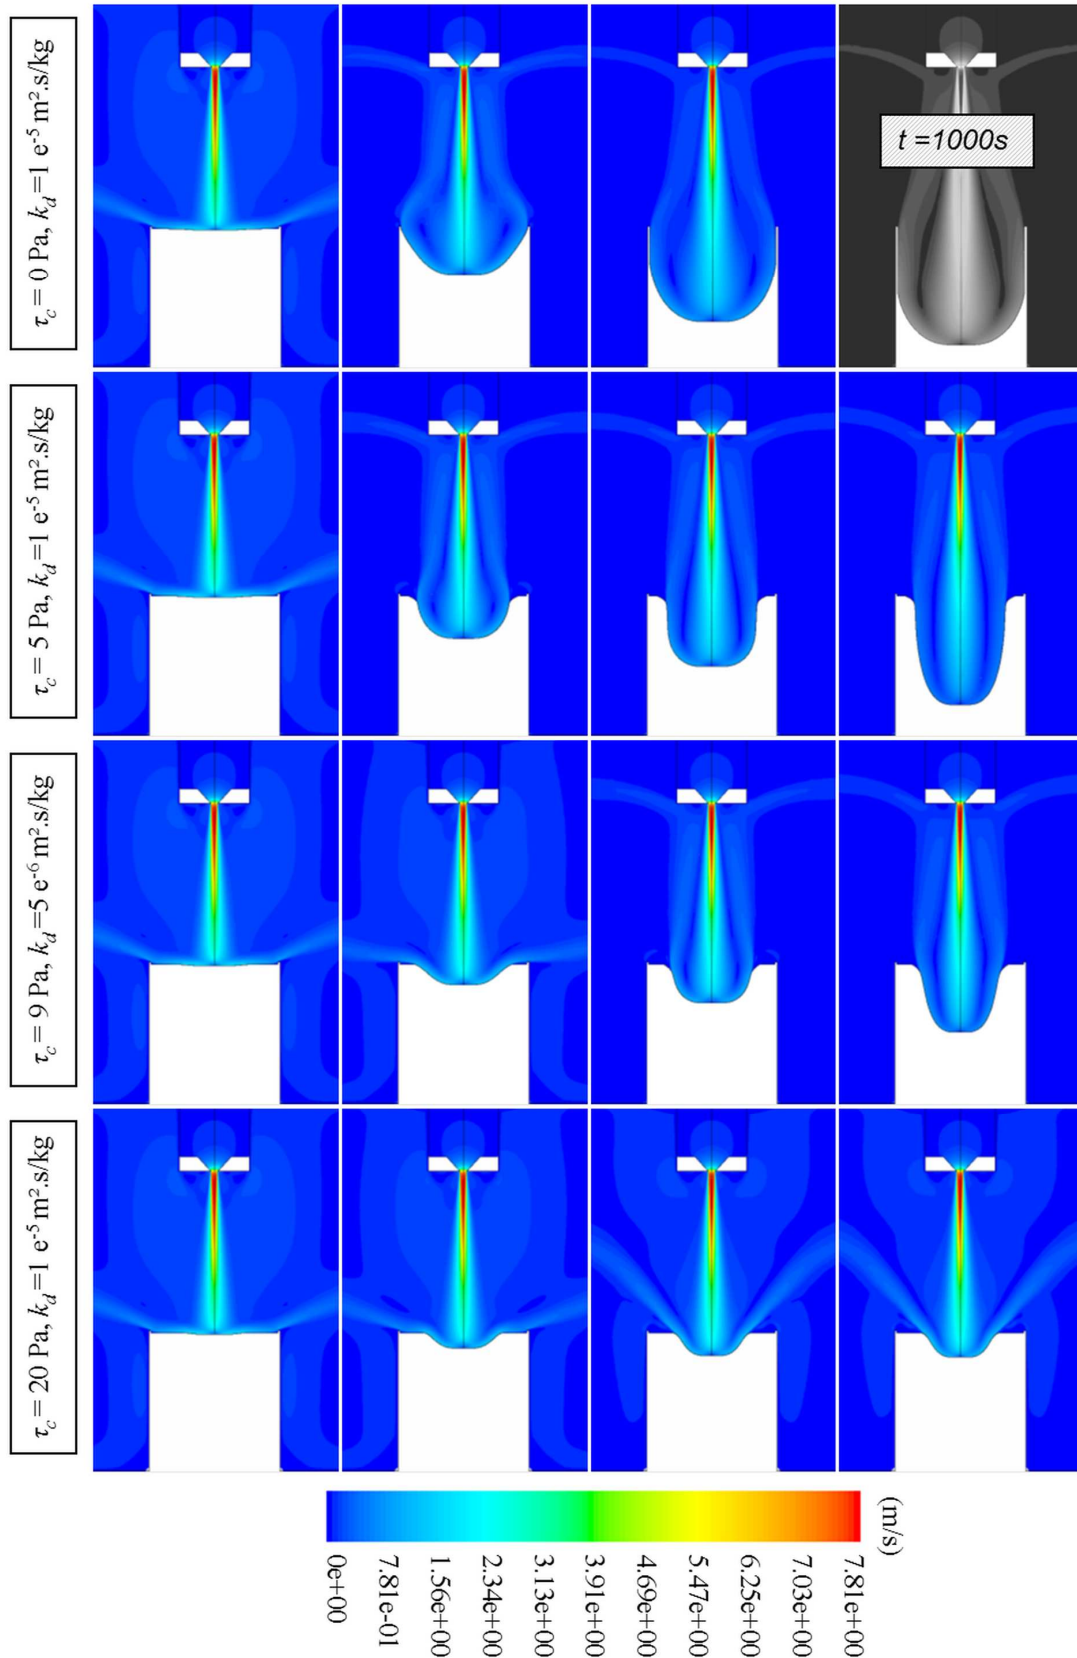 τc = 0 Pa, kd =1 e⁻⁵ m².s/kg
t =1000s
τc = 5 Pa, kd =1 e⁻⁵ m².s/kg
τc = 9 Pa, kd =5 e⁻⁶ m².s/kg
τc = 20 Pa, kd =1 e⁻⁵ m².s/kg
(m/s)
0e+00
7.81e-01
1.56e+00
2.34e+00
3.13e+00
3.91e+00
4.69e+00
5.47e+00
6.25e+00
7.03e+00
7.81e+00